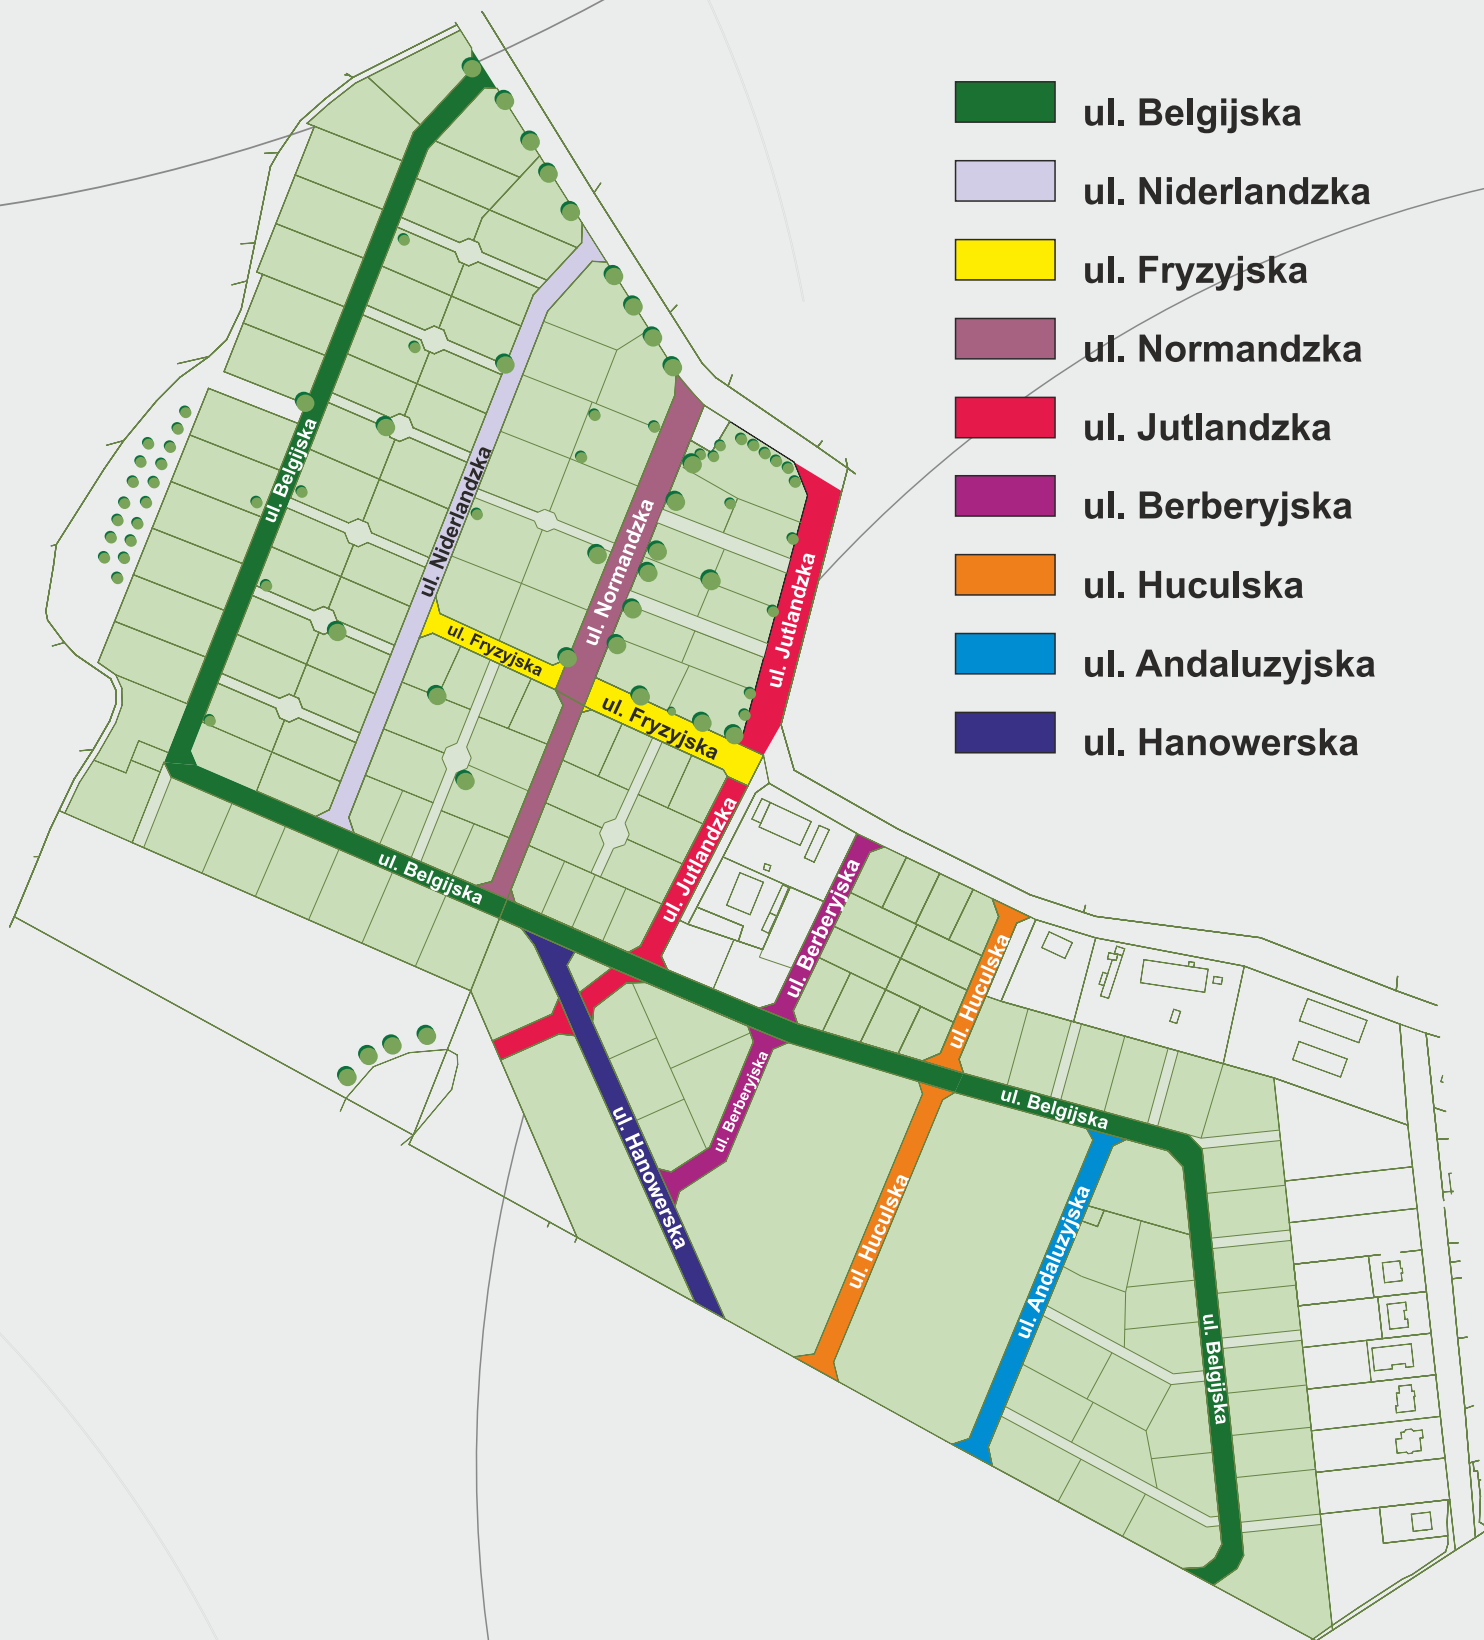 ul. Belgijska
ul. Niderlandzka
ul. Fryzyjska
ul. Normandzka
ul. Jutlandzka
ul. Berberyjska
ul. Huculska
ul. Andaluzyjska
ul. Hanowerska
ul. Belgijska
ul. Niderlandzka
ul. Normandzka
ul. Jutlandzka
ul. Fryzyjska
ul. Fryzyjska
ul. Jutlandzka
ul. Belgijska
ul. Berberyjska
ul. Huculska
ul. Berberyjska
ul. Belgijska
ul. Hanowerska
ul. Huculska
ul. Andaluzyjska
ul. Belgijska